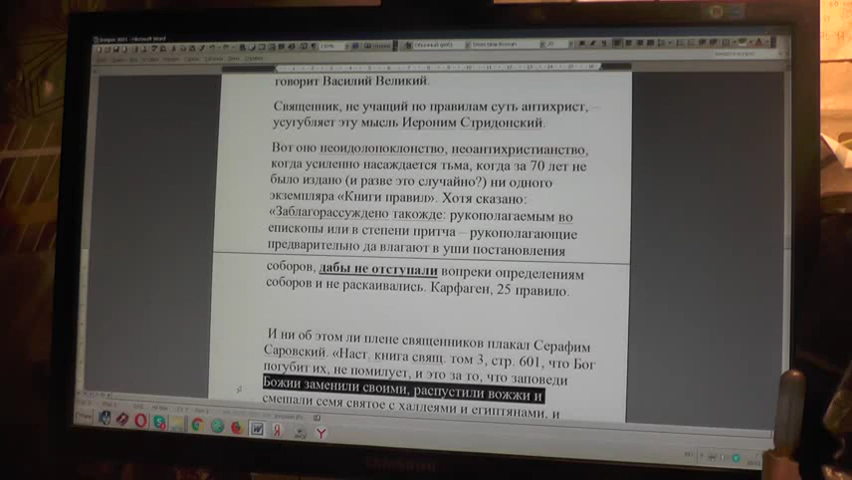 Microsoft Word
говорит Василий Великий.
Священник, не учащий по правилам суть антихрист, –
усугубляет эту мысль Иероним Стридонский.
Вот оно неоидолопоклонство, неоантихристианство,
когда усиленно насаждается тьма, когда за 70 лет не
было издано (и разве это случайно?) ни одного
экземпляра «Книги правил». Хотя сказано:
«Заблагорассуждено такожде: рукополагаемым во
епископы или в степени притча – рукополагающие
предварительно да влагают в уши постановления
соборов, дабы не отступали вопреки определениям
соборов и не раскаивались. Карфаген, 25 правило.
И ни об этом ли плене священников плакал Серафим
Саровский. «Наст. книга свящ. том 3, стр. 601, что Бог
погубит их, не помилует, и это за то, что заповеди
Божии заменили своими, распустили вожжи и
смешали семя святое с халдеями и египтянами, и
SAMSUNG